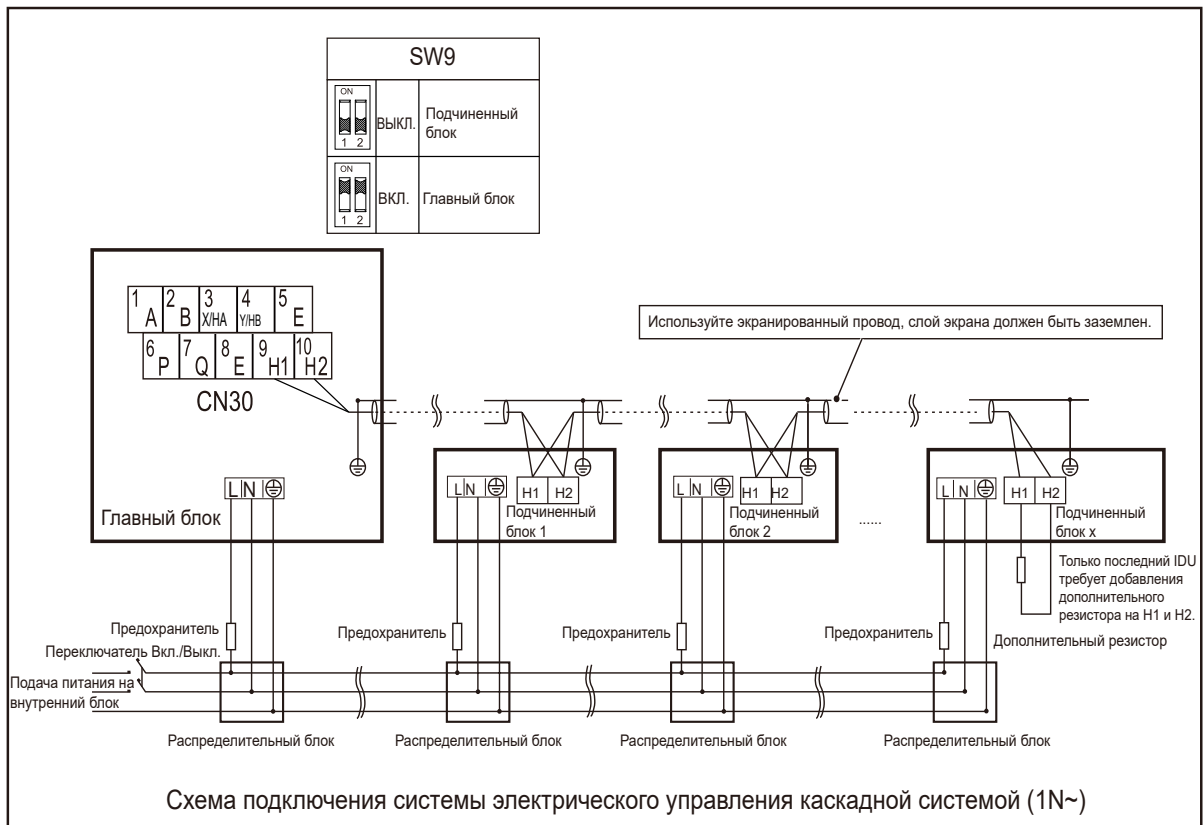 SW9
ON
1 2
ВЫКЛ.
Подчиненный
блок
ON
1 2
ВКЛ.
Главный блок
1 A
2 B
3 X/HA
4 Y/HB
5 E
6 P
7 Q
8 E
9 H1
10 H2
CN30
Используйте экранированный провод, слой экрана должен быть заземлен.
L N
Главный блок
L N
H1 H2
Подчиненный
блок 1
L N
H1 H2
Подчиненный
блок 2
......
L N
H1 H2
Подчиненный
блок x
Только последний IDU
требует добавления
дополнительного
резистора на H1 и H2.
Дополнительный резистор
Предохранитель
Предохранитель
Предохранитель
Предохранитель
Переключатель Вкл./Выкл.
Подача питания на
внутренний блок
Распределительный блок
Распределительный блок
Распределительный блок
Распределительный блок
Схема подключения системы электрического управления каскадной системой (1N~)